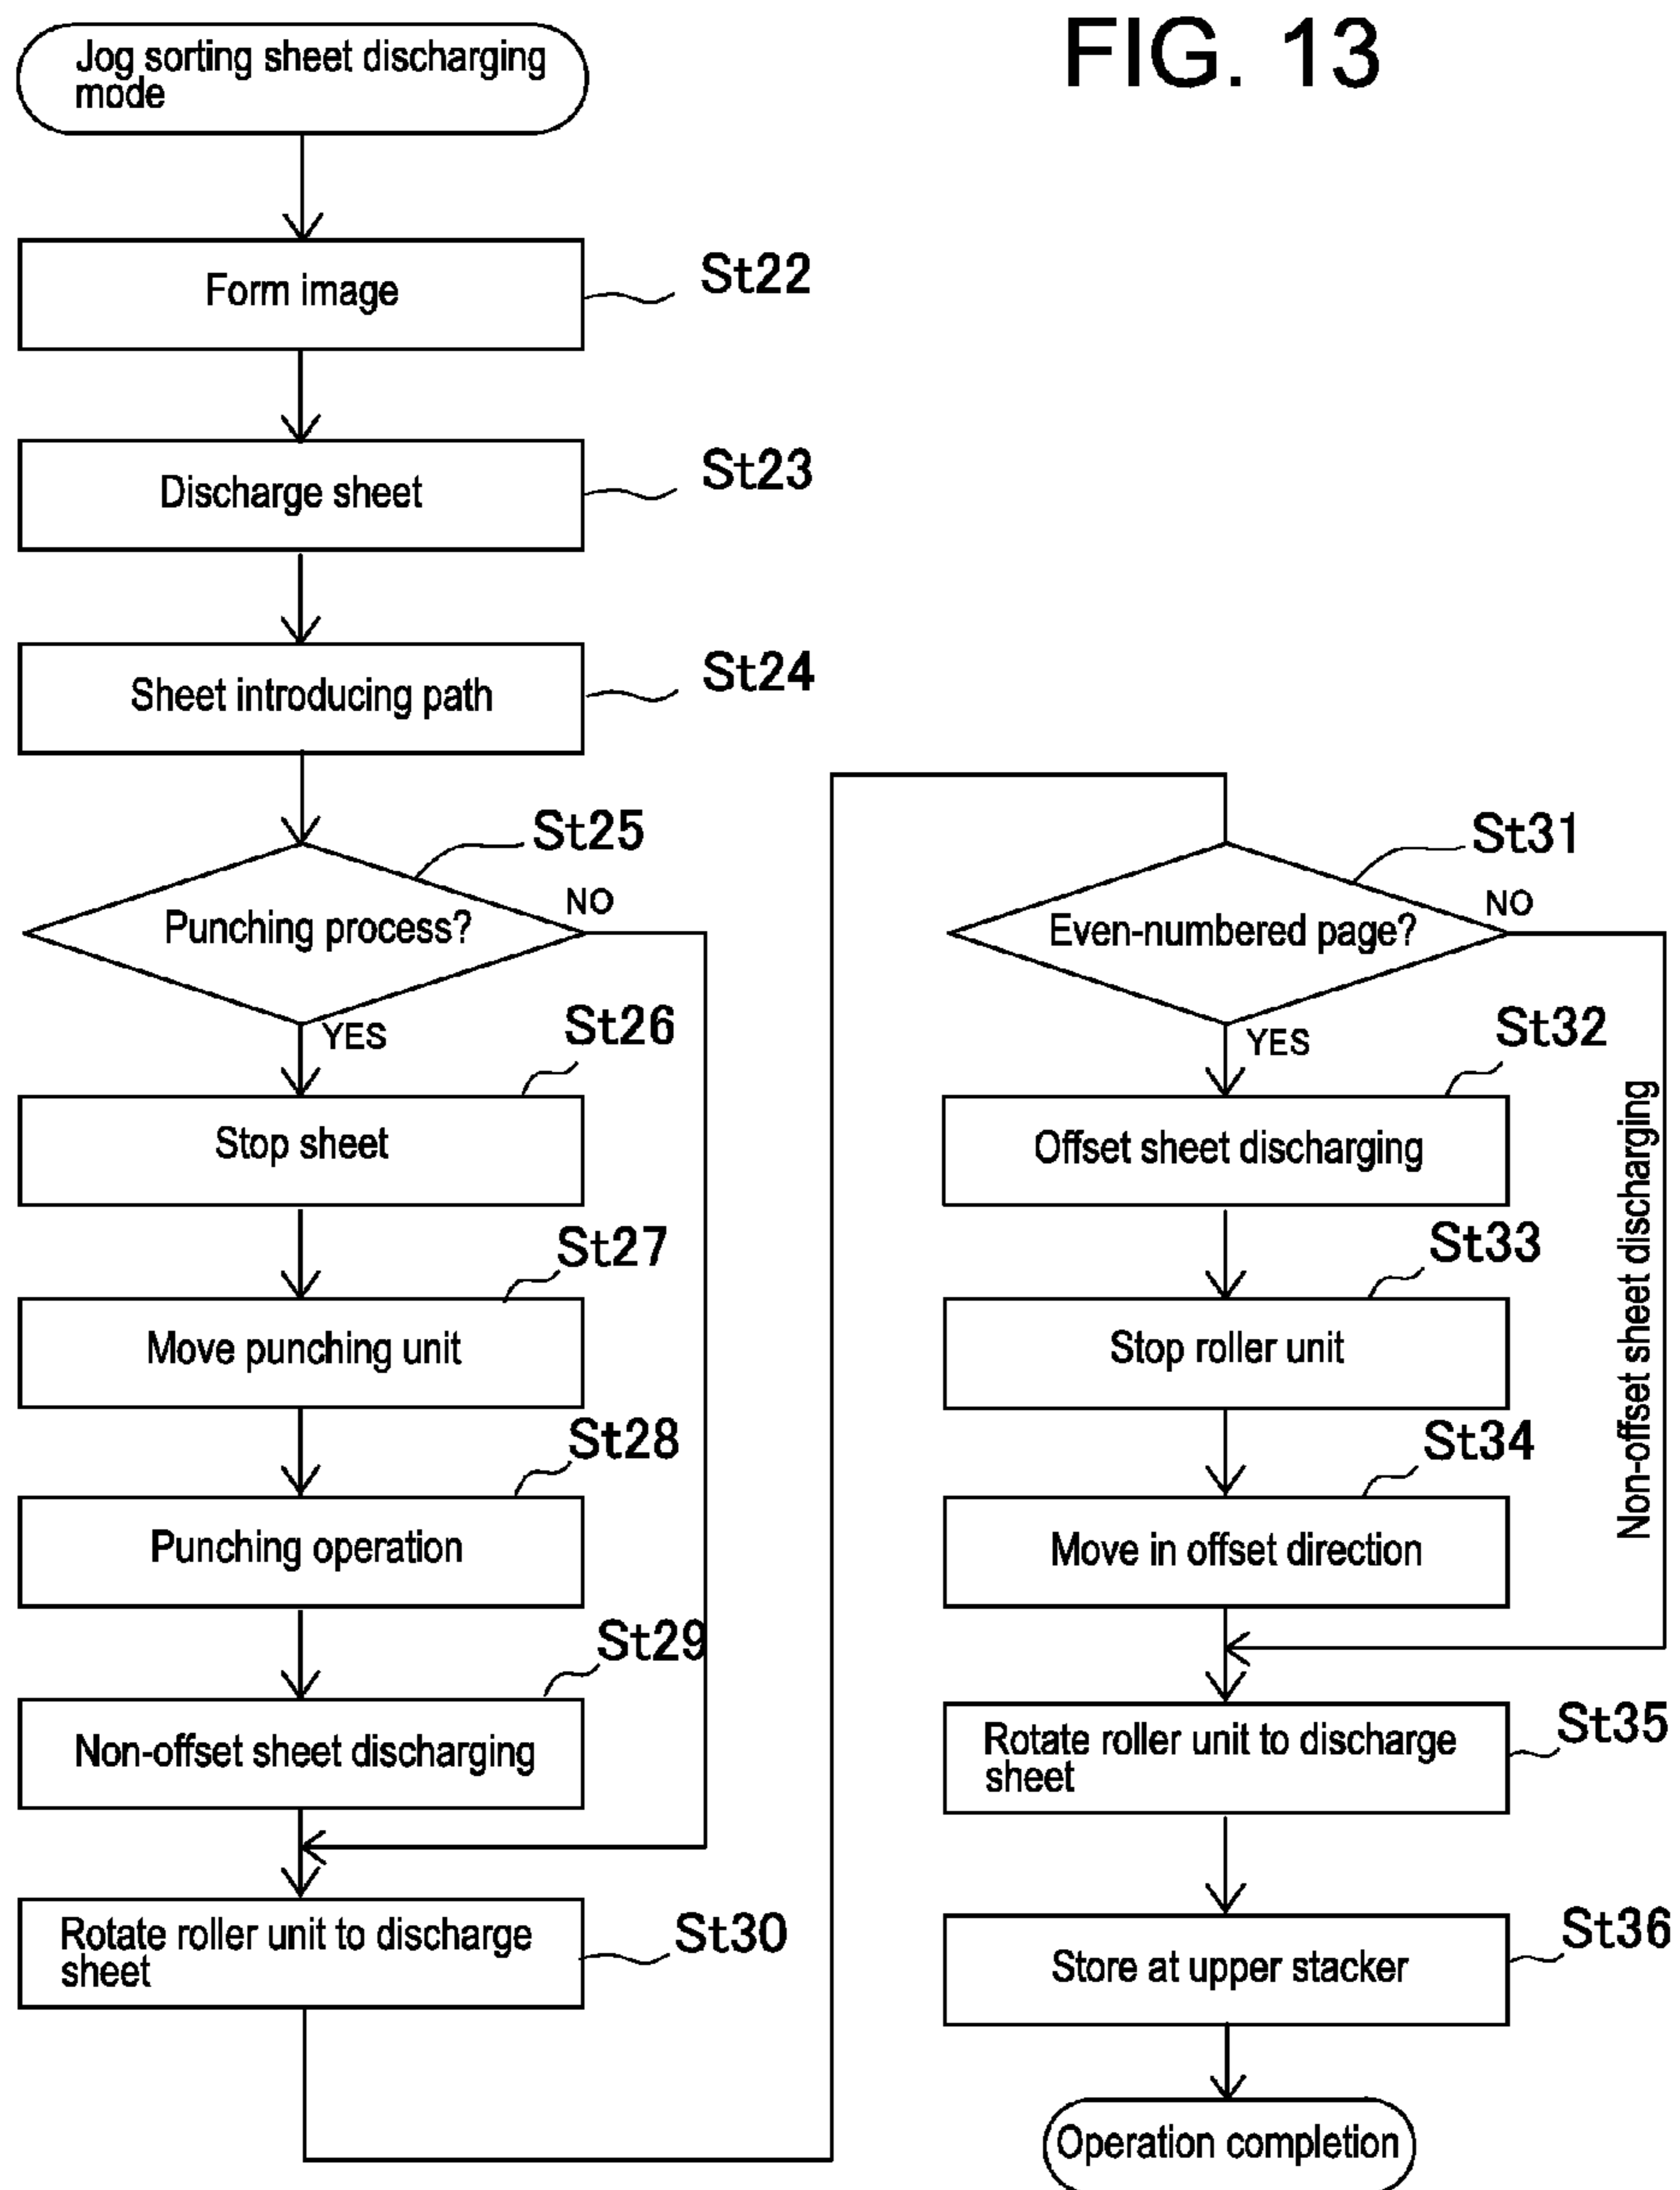 FIG. 13
Jog sorting sheet discharging
mode
Form image
St22
Discharge sheet
St23
Sheet introducing path
St24
St25
Punching process?
NO
YES
St26
Stop sheet
St27
Move punching unit
St28
Punching operation
St29
Non-offset sheet discharging
Rotate roller unit to discharge
sheet
St30
St31
Even-numbered page?
NO
YES
St32
Offset sheet discharging
Non-offset sheet discharging
St33
Stop roller unit
St34
Move in offset direction
Rotate roller unit to discharge
sheet
St35
Store at upper stacker
St36
Operation completion